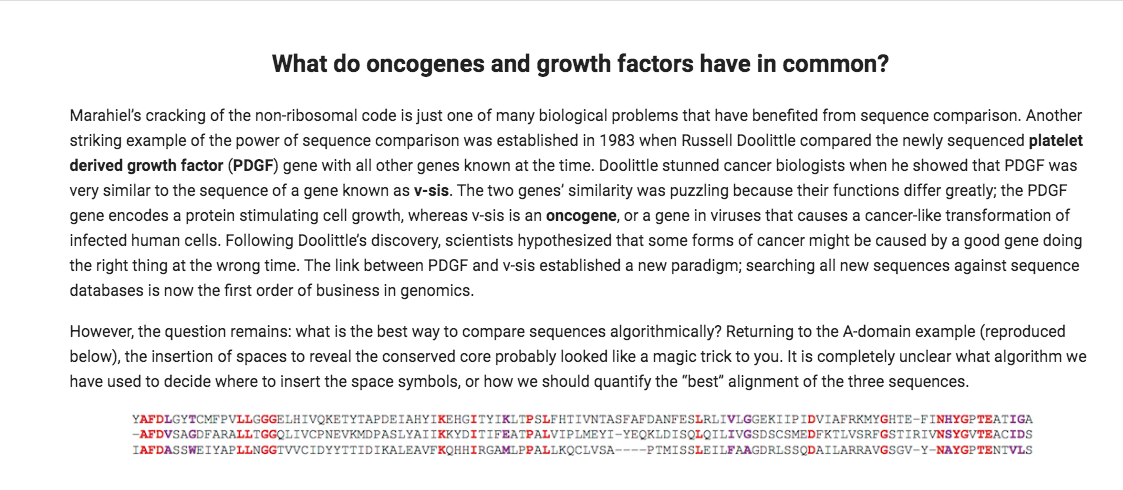 What do oncogenes and growth factors have in common?
Marahiel's cracking of the non-ribosomal code is just one of many biological problems that have benefited from sequence comparison. Another
striking example of the power of sequence comparison was established in 1983 when Russell Doolittle compared the newly sequenced platelet
derived growth factor (PDGF) gene with all other genes known at the time. Doolittle stunned cancer biologists when he showed that PDGF was
very similar to the sequence of a gene known as v-sis. The two genes' similarity was puzzling because their functions differ greatly; the PDGF
gene encodes a protein stimulating cell growth, whereas v-sis is an oncogene, or a gene in viruses that causes a cancer-like transformation of
infected human cells. Following Doolittle's discovery, scientists hypothesized that some forms of cancer might be caused by a good gene doing
the right thing at the wrong time. The link between PDGF and v-sis established a new paradigm; searching all new sequences against sequence
databases is now the first order of business in genomics.
However, the question remains: what is the best way to compare sequences algorithmically? Returning to the A-domain example (reproduced
below), the insertion of spaces to reveal the conserved core probably looked like a magic trick to you. It is completely unclear what algorithm we
have used to decide where to insert the space symbols, or how we should quantify the “best” alignment of the three sequences.
YAFDLGYTCMFPVLLGGGELHIVQKETYTAPDEIAHYIKEHGITYIKLTPSLFHTIVNTASFAFDANFESLRLIVLGGEKIIPIDVIAFRKMYGHTE-FINHYGPTEATIGA
-AFDVSAGDFARALLTGGQLIVCPNEVKMDPASLYAIIKKYDITIFEATPALVIPLMEYI-YEQKLDISQLQILIVGSDSCSMEDFKTLVSRFGSTIRIVNSYGVTEACIDS
IAFDASSWEIYAPLLNGGTVVCIDYYTTIDIKALEAVFKQHHIRGAMLPPALLKQCLVSA----PTMISSLEILFAAGDRLSSQDAILARRAVGSGV-Y-NAYGPTENTVLS